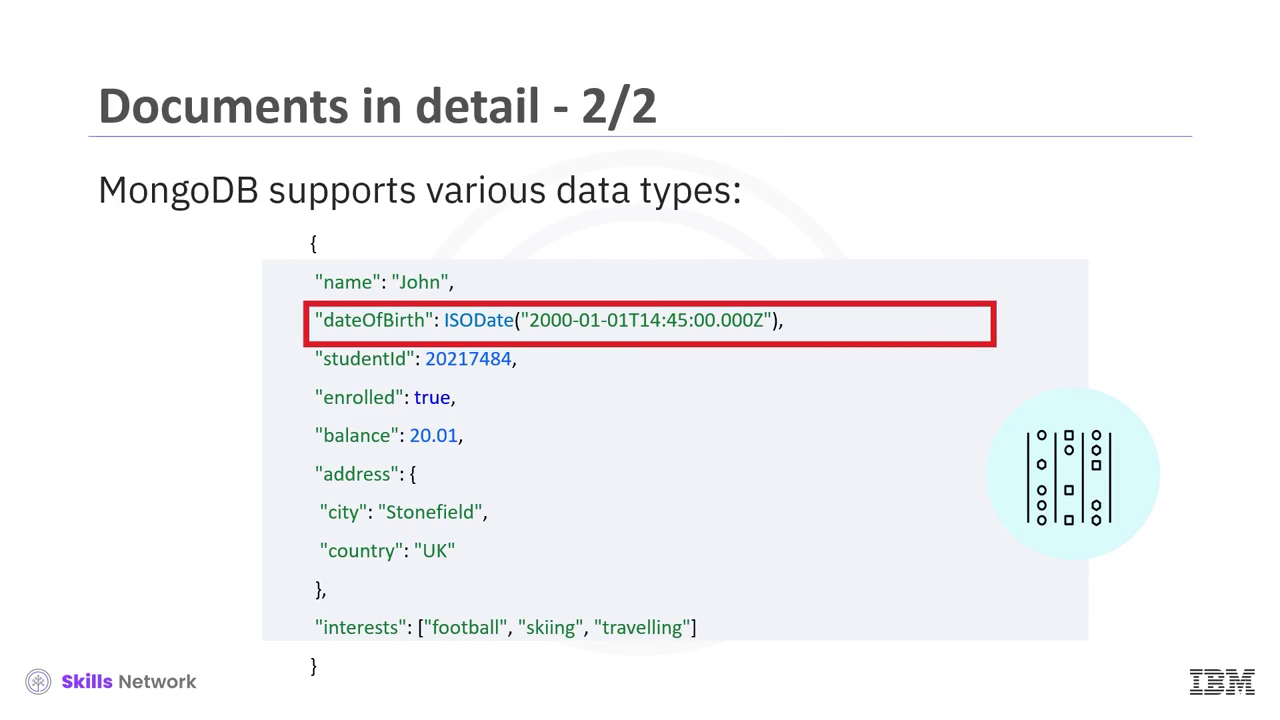 Documents in detail - 2/2
MongoDB supports various data types:
{
"name": "John",
"dateOfBirth": ISODate("2000-01-01T14:45:00.000Z"),
"studentId": 20217484,
"enrolled": true,
"balance": 20.01,
"address": {
"city": "Stonefield",
"country": "UK"
},
"interests": ["football", "skiing", "travelling"]
}
Skills Network
IBM